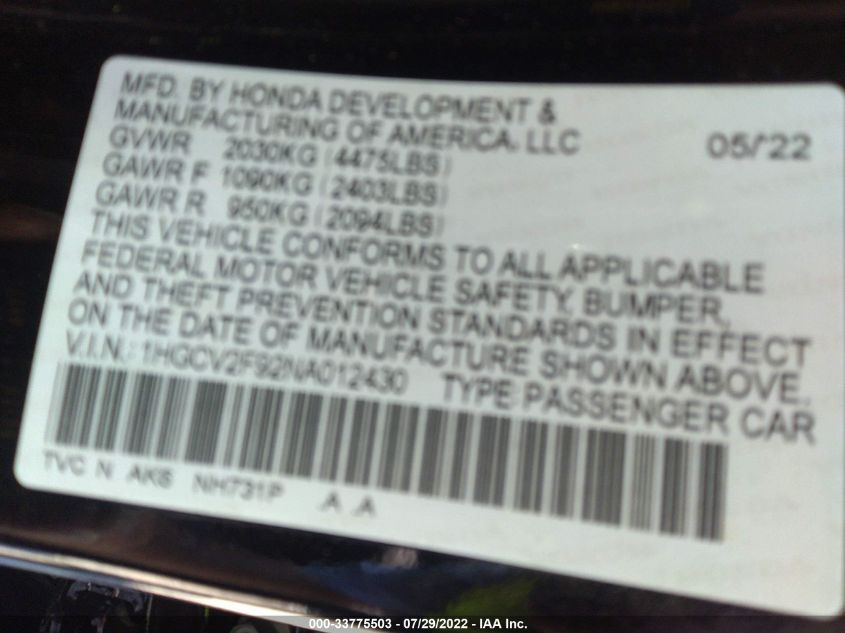 MFD. BY HONDA DEVELOPMENT &
MANUFACTURING OF AMERICA, LLC 05/'22
GVWR 2030KG (4475LBS)
GAWR F 1090KG (2403LBS)
GAWR R 950KG (2094LBS)
THIS VEHICLE CONFORMS TO ALL APPLICABLE
FEDERAL MOTOR VEHICLE SAFETY, BUMPER,
AND THEFT PREVENTION STANDARDS IN EFFECT
ON THE DATE OF MANUFACTURE SHOWN ABOVE.
V.I.N.: 1HGCV2F92NA012430 TYPE:PASSENGER CAR
TVC N AK6 NH731P A A
000-33775503 / 07/29/2022 - IAA Inc.